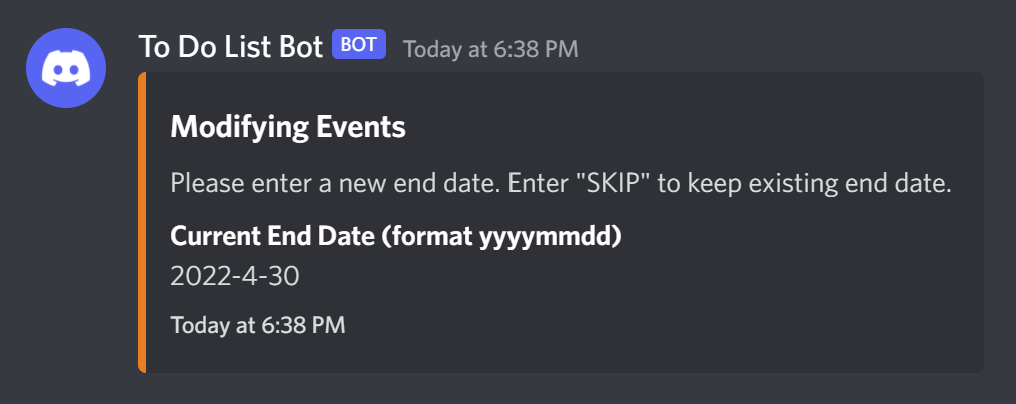 To Do List Bot BOT Today at 6:38 PM
Modifying Events
Please enter a new end date. Enter "SKIP" to keep existing end date.
Current End Date (format yyyymmdd)
2022-4-30
Today at 6:38 PM